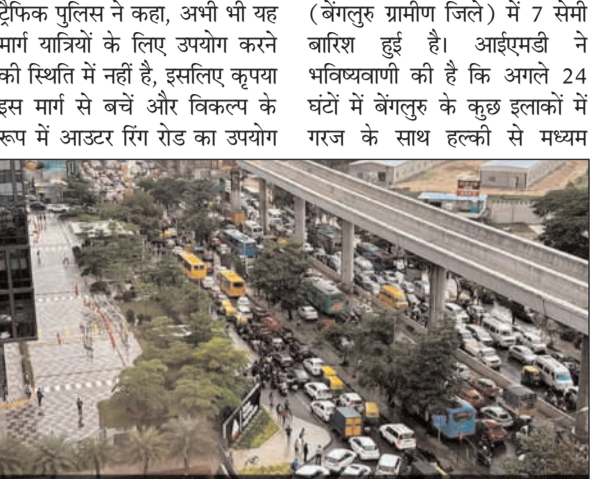 ट्रैफिक पुलिस ने कहा, अभी भी यह
मार्ग यात्रियों के लिए उपयोग करने
की स्थिति में नहीं है, इसलिए कृपया
इस मार्ग से बचें और विकल्प के
रूप में आउटर रिंग रोड का उपयोग
(बेंगलुरु ग्रामीण जिले) में 7 सेमी
बारिश हुई है। आईएमडी ने
भविष्यवाणी की है कि अगले 24
घंटों में बेंगलुरु के कुछ इलाकों में
गरज के साथ हल्की से मध्यम